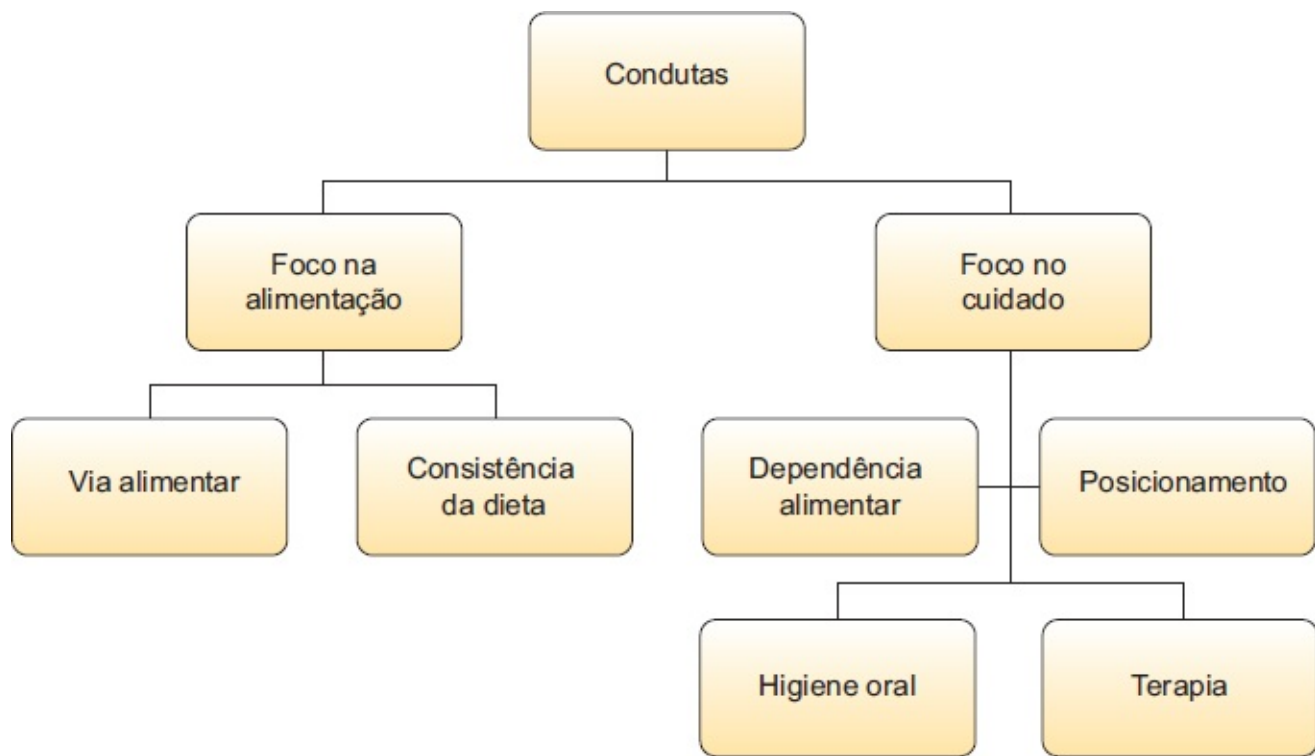 Condutas
Foco na
alimentação
Foco no
cuidado
Via alimentar
Consistência
da dieta
Dependência
alimentar
Posicionamento
Higiene oral
Terapia